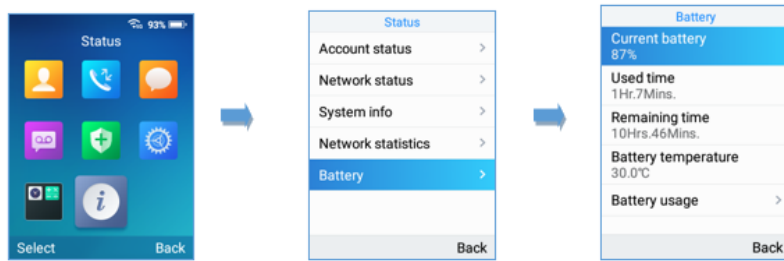 93%
Status
Select Back
Status
Account status
Network status
System info
Network statistics
Battery
Back
Battery
Current battery
87%
Used time
1Hr.7Mins.
Remaining time
10Hrs.46Mins.
Battery temperature
30.0°C
Battery usage
Back